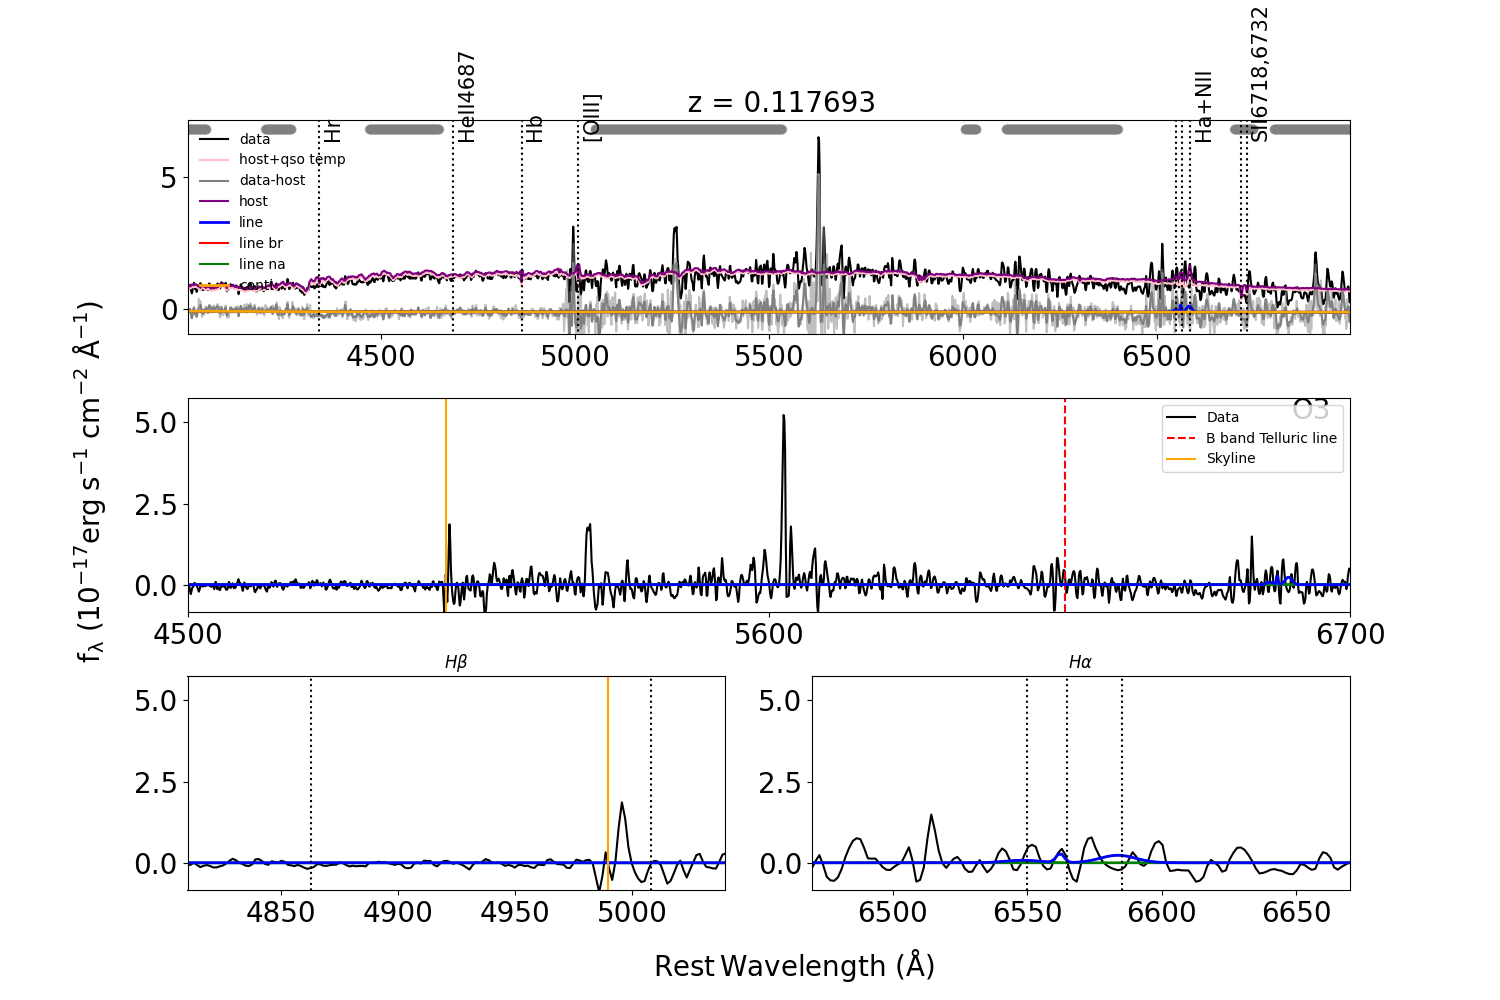 z = 0.117693
Hr
HeII4687
Hb
[OIII]
Ha+NII
SII6718,6732
data
host+qso temp
data-host
host
line
line br
line na
conti
5
0
4500 5000 5500 6000 6500
fλ (10⁻¹⁷erg s⁻¹ cm⁻² Å⁻¹)
O3
Data
B band Telluric line
Skyline
5.0
2.5
0.0
4500 5600 6700
Hβ
5.0
2.5
0.0
4850 4900 4950 5000
Hα
5.0
2.5
0.0
6500 6550 6600 6650
Rest Wavelength (Å)